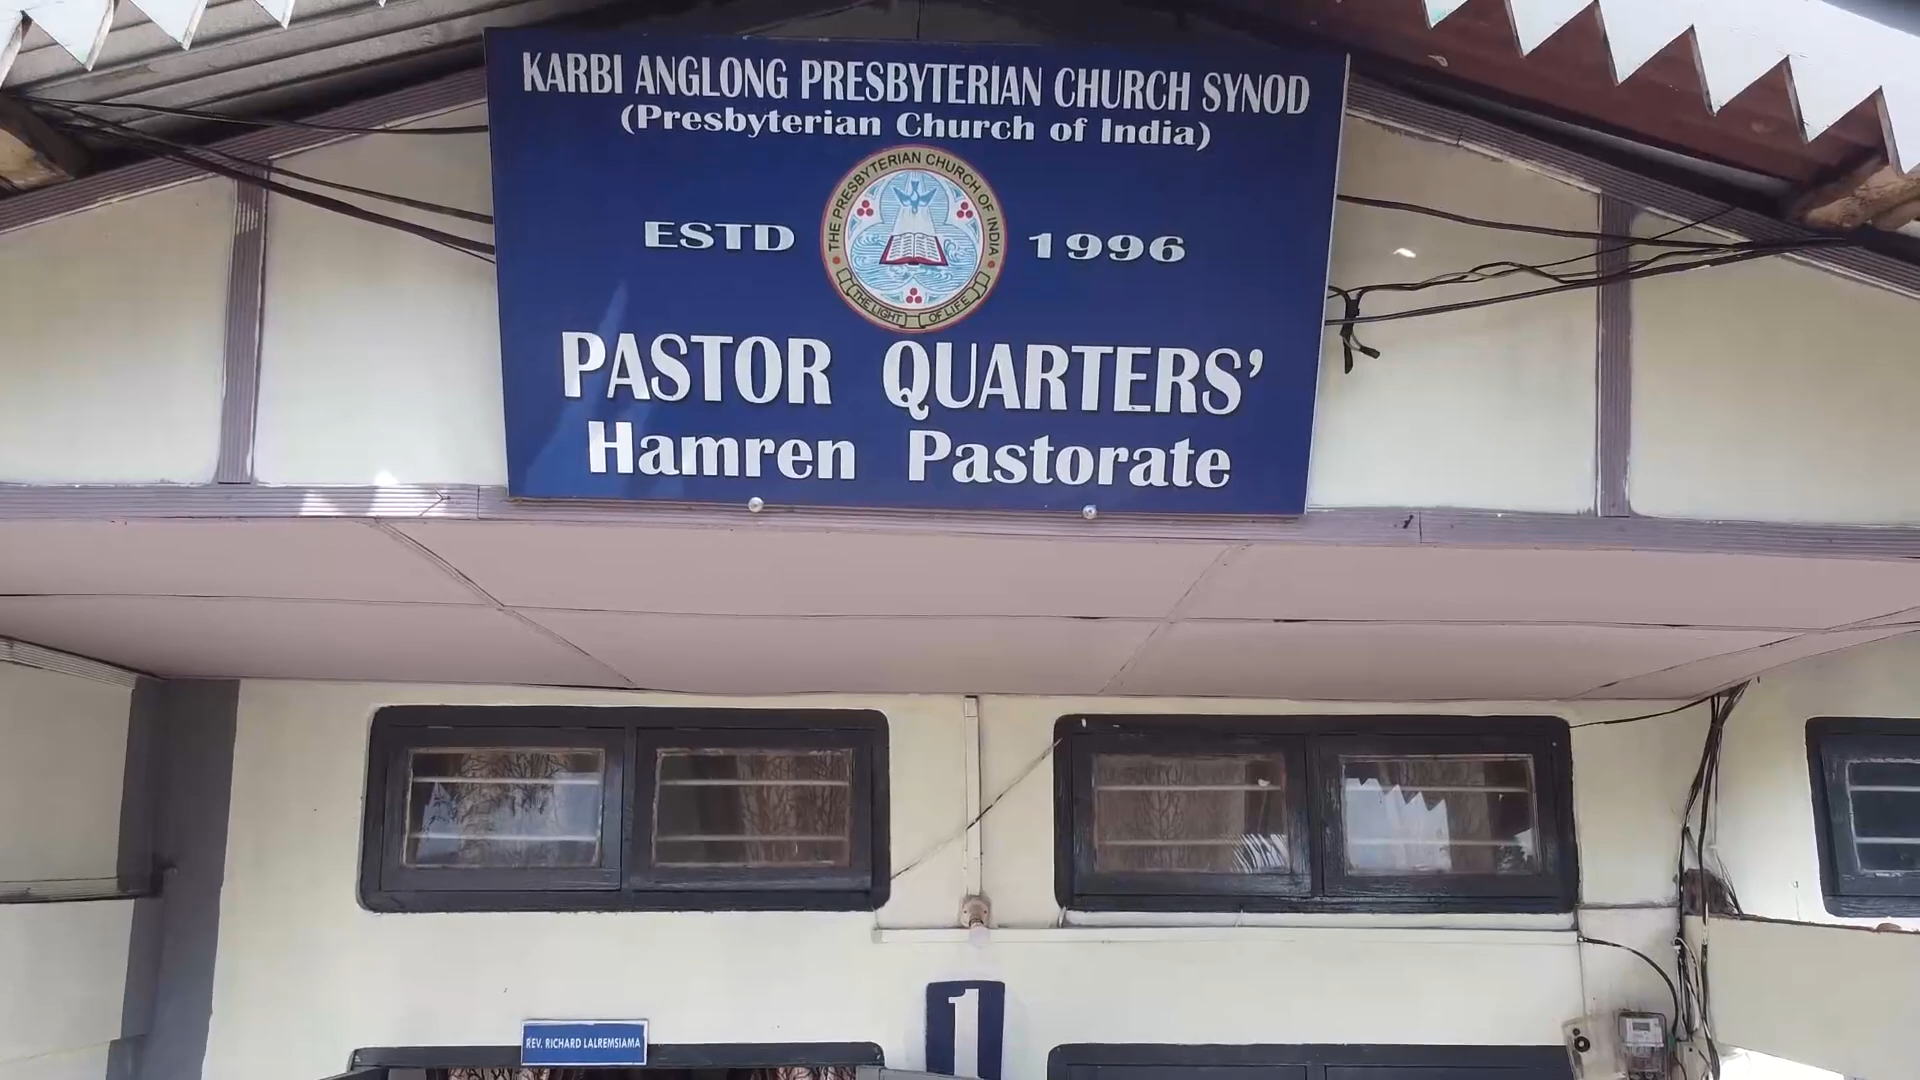 KARBI ANGLONG PRESBYTERIAN CHURCH SYNOD
(Presbyterian Church of India)
ESTD 1996
THE PRESBYTERIAN CHURCH OF INDIA
THE LIGHT OF LIFE
PASTOR QUARTERS'
Hamren Pastorate
1
REV. RICHARD LALREMSIAMA